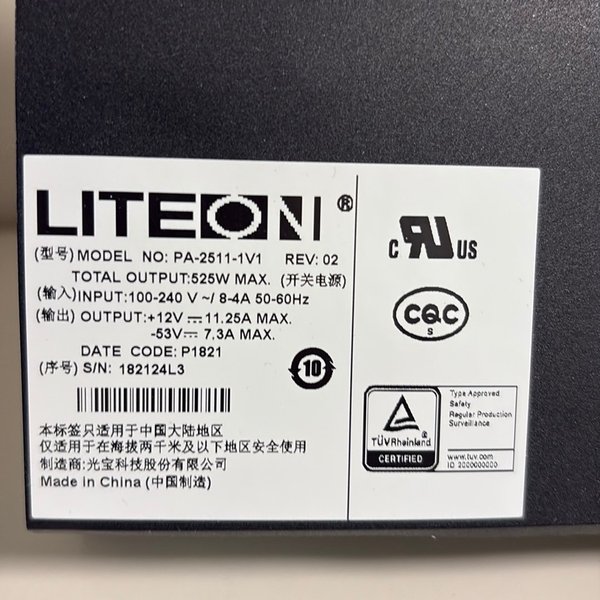 LITEON®
(型号) MODEL NO: PA-2511-1V1 REV: 02
TOTAL OUTPUT:525W MAX. (开关电源)
(输入)INPUT:100-240 V ~/ 8-4A 50-60Hz
(输出) OUTPUT:+12V ⎓ 11.25A MAX.
-53V ⎓ 7.3A MAX.
DATE CODE: P1821
(序号) S/N: 182124L3
10
本标签只适用于中国大陆地区
仅适用于在海拔两千米及以下地区安全使用
制造商:光宝科技股份有限公司
Made in China (中国制造)
c RU US
CQC
S
TÜVRheinland
CERTIFIED
Type Approved
Safety
Regular Production
Surveillance
www.tuv.com
ID 2000000000